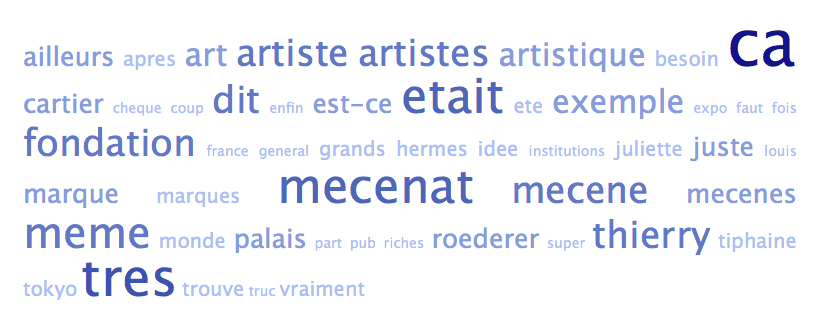 ailleurs apres art artiste artistes artistique besoin ca
cartier cheque coup dit enfin est-ce etait ete exemple expo faut fois
fondation france general grands hermes idee institutions juliette juste louis
marque marques mecenat mecene mecenes
meme monde palais part pub riches roederer super thierry tiphaine
tokyo tres trouve truc vraiment